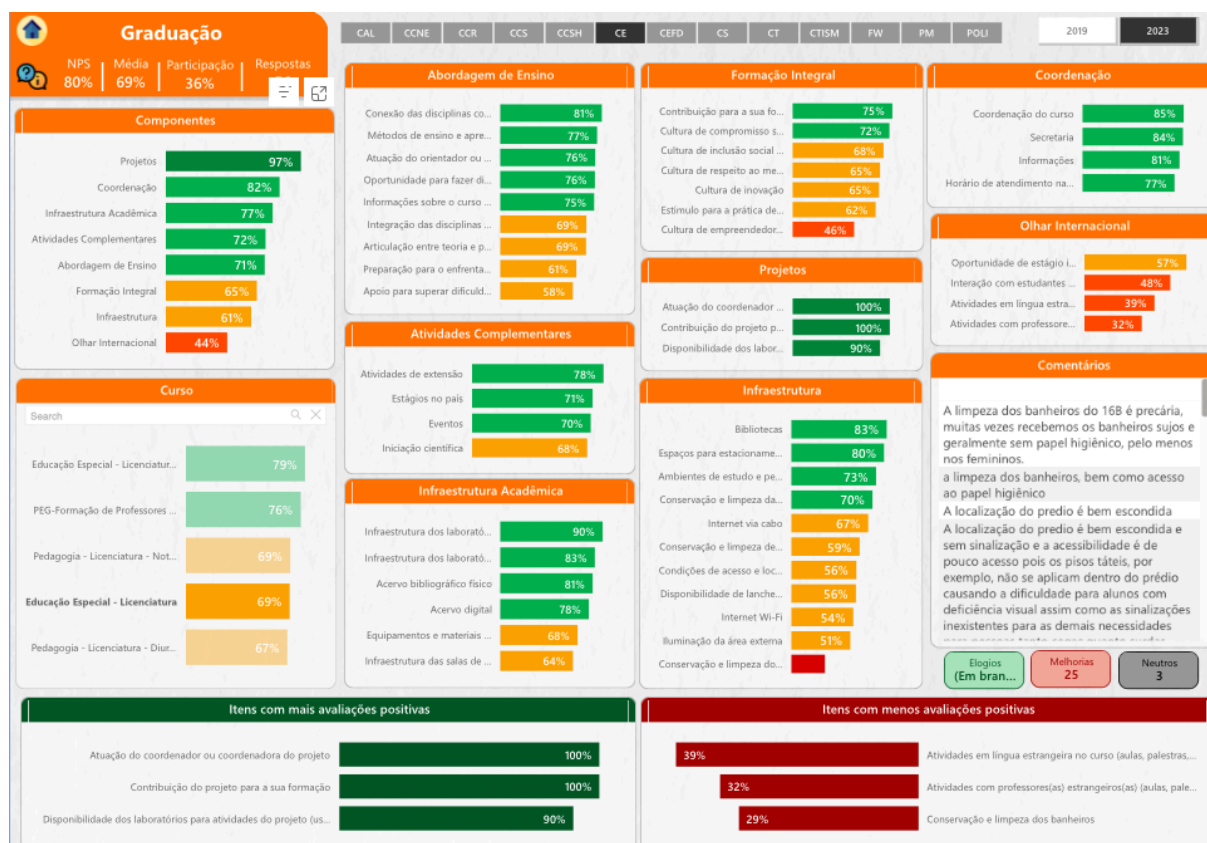 Graduação
NPS
80%
Média
69%
Participação
36%
Respostas
CAL CCNE CCR CCS CCSH CE CEFD CS CT CTISM FW PM POLI
2019 2023
Componentes
Projetos 97%
Coordenação 82%
Infraestrutura Acadêmica 77%
Atividades Complementares 72%
Abordagem de Ensino 71%
Formação Integral 65%
Infraestrutura 61%
Olhar Internacional 44%
Curso
Search
Educação Especial - Licenciatur... 79%
PEG-Formação de Professores ... 76%
Pedagogia - Licenciatura - Not... 69%
Educação Especial - Licenciatura 69%
Pedagogia - Licenciatura - Diur... 67%
Abordagem de Ensino
Conexão das disciplinas co... 81%
Métodos de ensino e apre... 77%
Atuação do orientador ou ... 76%
Oportunidade para fazer di... 76%
Informações sobre o curso ... 75%
Integração das disciplinas ... 69%
Articulação entre teoria e p... 69%
Preparação para o enfrenta... 61%
Apoio para superar dificuld... 58%
Atividades Complementares
Atividades de extensão 78%
Estágios no país 71%
Eventos 70%
Iniciação científica 68%
Infraestrutura Acadêmica
Infraestrutura dos laborató... 90%
Infraestrutura dos laborató... 83%
Acervo bibliográfico físico 81%
Acervo digital 78%
Equipamentos e materiais ... 68%
Infraestrutura das salas de ... 64%
Formação Integral
Contribuição para a sua fo... 75%
Cultura de compromisso s... 72%
Cultura de inclusão social ... 68%
Cultura de respeito ao me... 65%
Cultura de inovação 65%
Estímulo para a prática de... 62%
Cultura de empreendedor... 46%
Projetos
Atuação do coordenador ... 100%
Contribuição do projeto p... 100%
Disponibilidade dos labor... 90%
Infraestrutura
Bibliotecas 83%
Espaços para estacioname... 80%
Ambientes de estudo e pe... 73%
Conservação e limpeza da... 70%
Internet via cabo 67%
Conservação e limpeza de... 59%
Condições de acesso e loc... 56%
Disponibilidade de lanche... 56%
Internet Wi-Fi 54%
Iluminação da área externa 51%
Conservação e limpeza do...
Coordenação
Coordenação do curso 85%
Secretaria 84%
Informações 81%
Horário de atendimento na... 77%
Olhar Internacional
Oportunidade de estágio i... 57%
Interação com estudantes ... 48%
Atividades em língua estra... 39%
Atividades com professore... 32%
Comentários
A limpeza dos banheiros do 16B é precária,
muitas vezes recebemos os banheiros sujos e
geralmente sem papel higiênico, pelo menos
nos femininos.
a limpeza dos banheiros, bem como acesso
ao papel higiênico
A localização do predio é bem escondida
A localização do predio é bem escondida e
sem sinalização e a acessibilidade é de
pouco acesso pois os pisos táteis, por
exemplo, não se aplicam dentro do prédio
causando a dificuldade para alunos com
deficiência visual assim como as sinalizações
inexistentes para as demais necessidades
Elogios
(Em bran...
Melhorias
25
Neutros
3
Itens com mais avaliações positivas
Atuação do coordenador ou coordenadora do projeto 100%
Contribuição do projeto para a sua formação 100%
Disponibilidade dos laboratórios para atividades do projeto (us... 90%
Itens com menos avaliações positivas
39% Atividades em língua estrangeira no curso (aulas, palestras,...
32% Atividades com professores(as) estrangeiros(as) (aulas, pale...
29% Conservação e limpeza dos banheiros